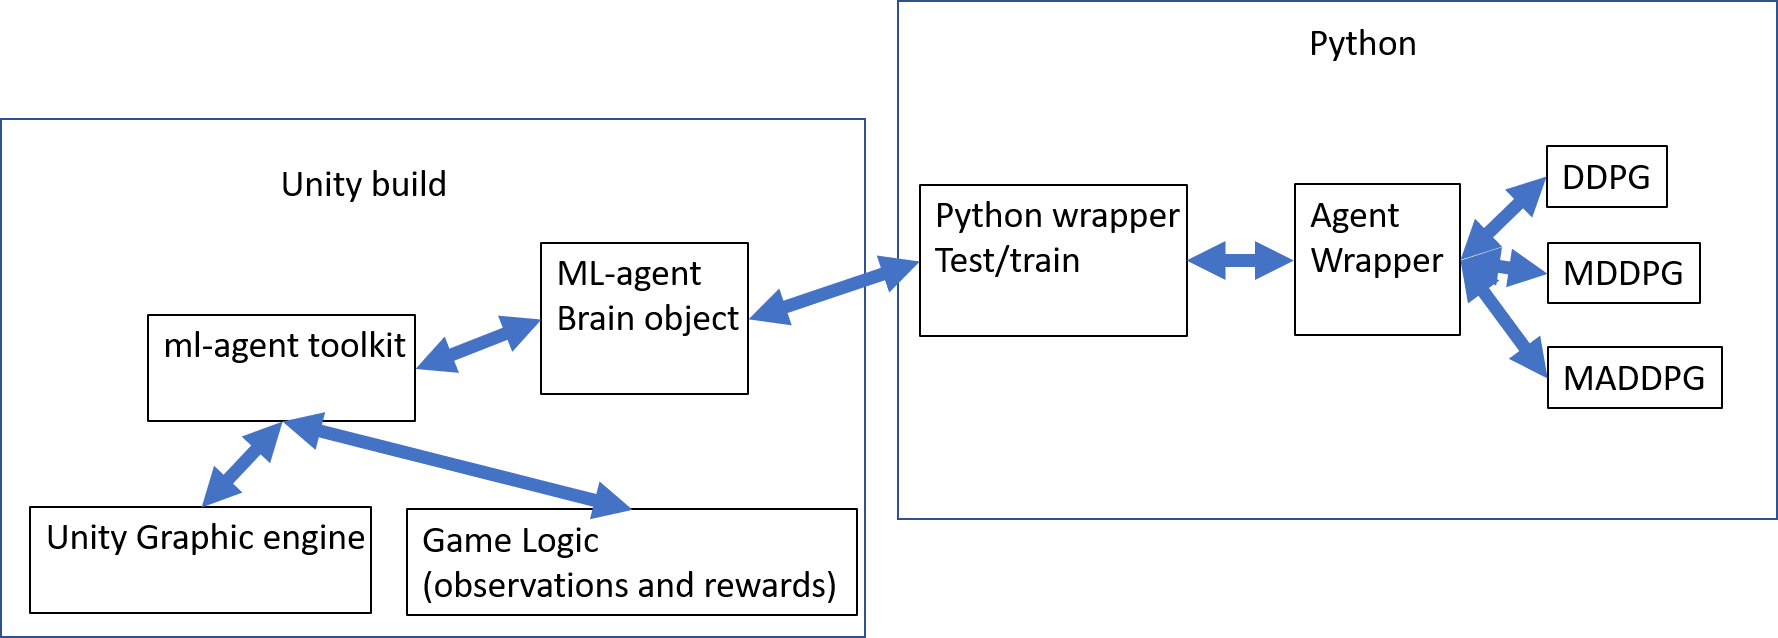 Python
Unity build
Python wrapper
Test/train
Agent
Wrapper
DDPG
MDDPG
MADDPG
ML-agent
Brain object
ml-agent toolkit
Unity Graphic engine
Game Logic
(observations and rewards)